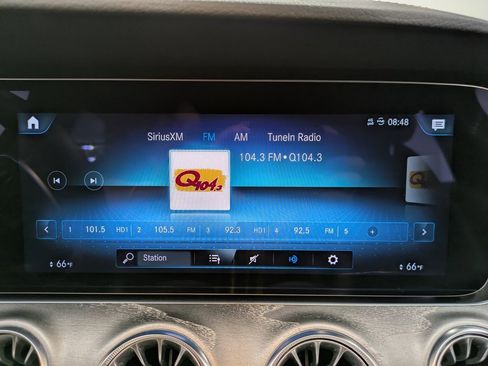 08:48
SiriusXM FM AM TuneIn Radio
104.3 FM • Q104.3
Q104.3
1 101.5 HD1 2 105.5 FM 3 92.3 HD1 4 92.5 FM 5 +
Station
66°F 66°F